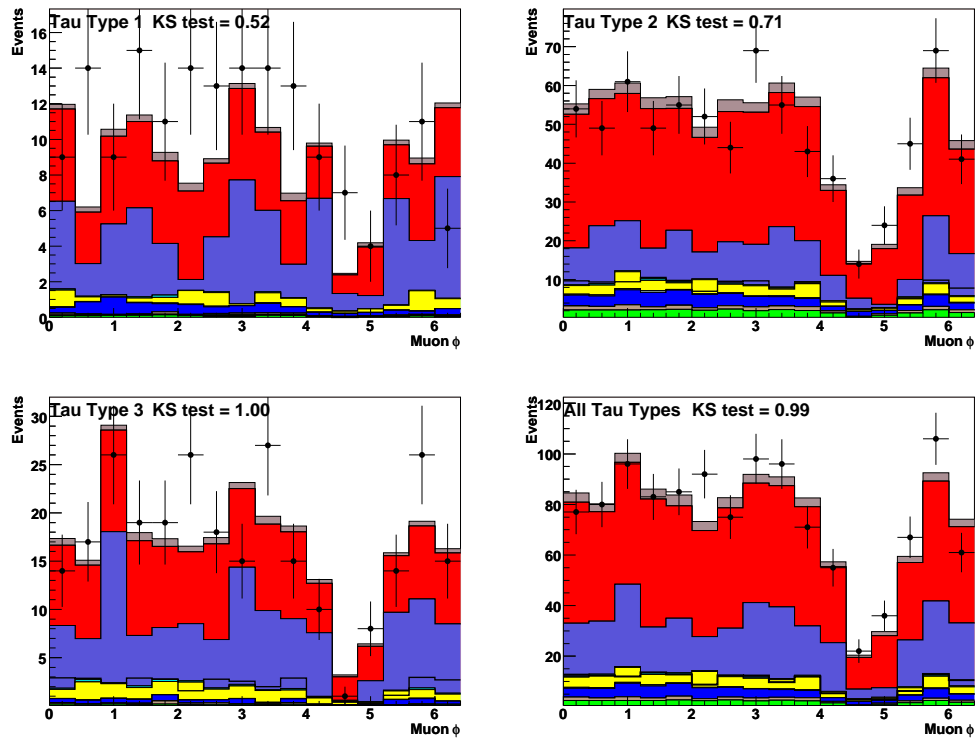 Tau Type 1 KS test = 0.52
Events
16
14
12
10
8
6
4
2
0
0 1 2 3 4 5 6
Muon ϕ
Tau Type 2 KS test = 0.71
Events
70
60
50
40
30
20
10
0
0 1 2 3 4 5 6
Muon ϕ
Tau Type 3 KS test = 1.00
Events
30
25
20
15
10
5
0 1 2 3 4 5 6
Muon ϕ
All Tau Types KS test = 0.99
Events
120
100
80
60
40
20
0 1 2 3 4 5 6
Muon ϕ